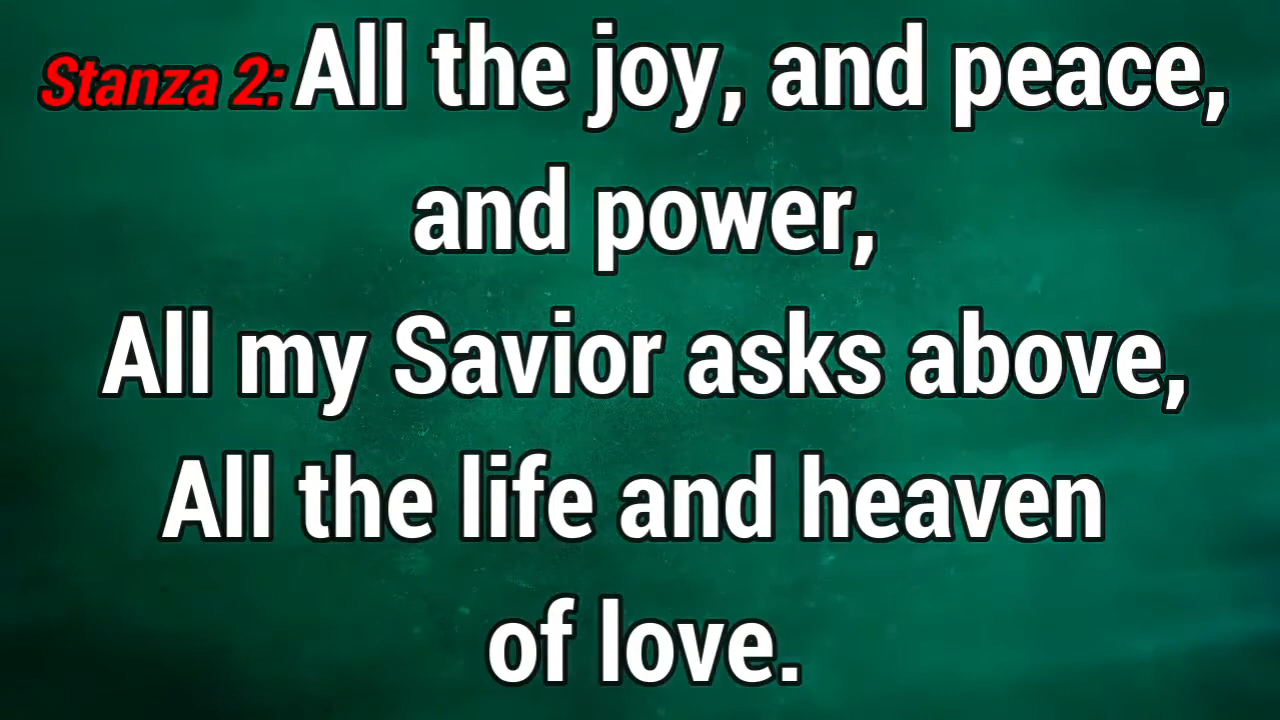 Stanza 2: All the joy, and peace,
and power,
All my Savior asks above,
All the life and heaven
of love.